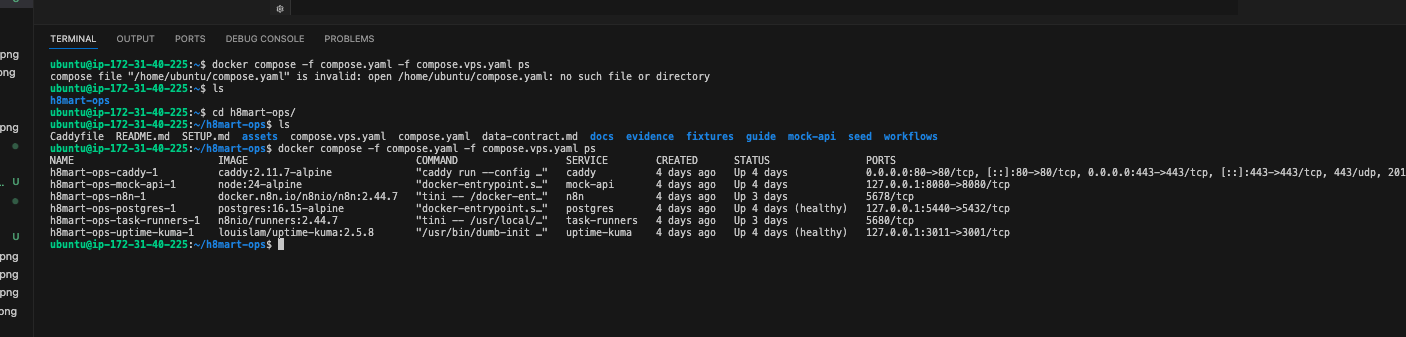 U
TERMINAL OUTPUT PORTS DEBUG CONSOLE PROBLEMS
png
png
png
U
U
png
png
png
png
ubuntu@ip-172-31-40-225:~$ docker compose -f compose.yaml -f compose.vps.yaml ps
compose file "/home/ubuntu/compose.yaml" is invalid: open /home/ubuntu/compose.yaml: no such file or directory
ubuntu@ip-172-31-40-225:~$ ls
h8mart-ops
ubuntu@ip-172-31-40-225:~$ cd h8mart-ops/
ubuntu@ip-172-31-40-225:~/h8mart-ops$ ls
Caddyfile README.md SETUP.md assets compose.vps.yaml compose.yaml data-contract.md docs evidence fixtures guide mock-api seed workflows
ubuntu@ip-172-31-40-225:~/h8mart-ops$ docker compose -f compose.yaml -f compose.vps.yaml ps
NAME IMAGE COMMAND SERVICE CREATED STATUS PORTS
h8mart-ops-caddy-1 caddy:2.11.7-alpine "caddy run --config …" caddy 4 days ago Up 4 days 0.0.0.0:80->80/tcp, [::]:80->80/tcp, 0.0.0.0:443->443/tcp, [::]:443->443/tcp, 443/udp, 201
h8mart-ops-mock-api-1 node:24-alpine "docker-entrypoint.s…" mock-api 4 days ago Up 4 days 127.0.0.1:8080->8080/tcp
h8mart-ops-n8n-1 docker.n8n.io/n8nio/n8n:2.44.7 "tini -- /docker-ent…" n8n 4 days ago Up 3 days 5678/tcp
h8mart-ops-postgres-1 postgres:16.15-alpine "docker-entrypoint.s…" postgres 4 days ago Up 4 days (healthy) 127.0.0.1:5440->5432/tcp
h8mart-ops-task-runners-1 n8nio/runners:2.44.7 "tini -- /usr/local/…" task-runners 4 days ago Up 3 days 5680/tcp
h8mart-ops-uptime-kuma-1 louislam/uptime-kuma:2.5.8 "/usr/bin/dumb-init …" uptime-kuma 4 days ago Up 4 days (healthy) 127.0.0.1:3011->3001/tcp
ubuntu@ip-172-31-40-225:~/h8mart-ops$